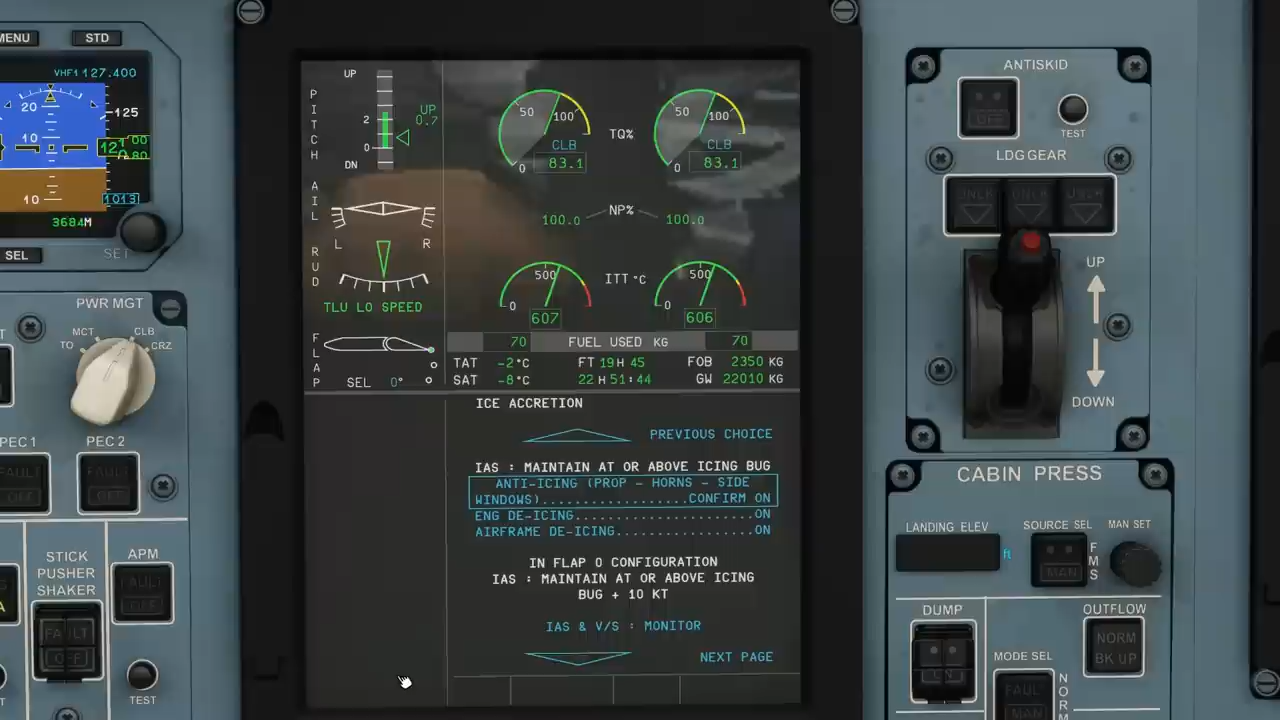 MENU
STD
VHF1 127.400
20
125
10
10
1013
3684M
SEL
SET
PWR MGT
MCT
CLB
TO
CRZ
PEC 1
PEC 2
FAULT
OFF
FAULT
OFF
STICK
PUSHER
SHAKER
APM
FAULT
OFF
FAULT
OFF
TEST
PITCH
UP
2
0
DN
UP
0.7
AIL
L
R
RUD
TLU LO SPEED
FLAP
SEL 0°
50
100
0
CLB
83.1
TQ%
50
100
0
CLB
83.1
100.0
NP%
100.0
500
0
607
ITT °C
500
0
606
70 FUEL USED KG 70
TAT -2°C FT 19 H 45 FOB 2350 KG
SAT -8°C 22 H 51:44 GW 22010 KG
ICE ACCRETION
PREVIOUS CHOICE
IAS : MAINTAIN AT OR ABOVE ICING BUG
ANTI-ICING (PROP - HORNS - SIDE
WINDOWS)..................CONFIRM ON
ENG DE-ICING.......................ON
AIRFRAME DE-ICING..................ON
IN FLAP 0 CONFIGURATION
IAS : MAINTAIN AT OR ABOVE ICING
BUG + 10 KT
IAS & V/S : MONITOR
NEXT PAGE
ANTISKID
OFF
TEST
LDG GEAR
UNLK
UNLK
UNLK
UP
DOWN
CABIN PRESS
LANDING ELEV
ft
SOURCE SEL
FMS
MAN
MAN SET
DUMP
ON
OUTFLOW
NORM
BK UP
MODE SEL
FAULT
MAN
NORM